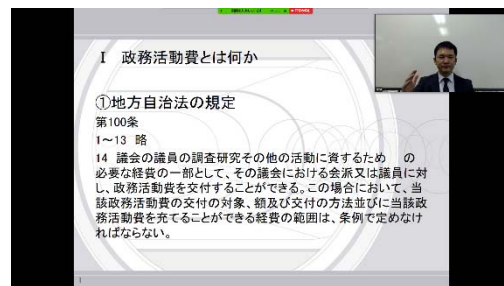 Ⅰ　政務活動費とは何か
①地方自治法の規定
第100条
1～13　略
14　議会の議員の調査研究その他の活動に資するため　の
必要な経費の一部として、その議会における会派又は議員に対
し、政務活動費を交付することができる。この場合において、当
該政務活動費の交付の対象、額及び交付の方法並びに当該政
務活動費を充てることができる経費の範囲は、条例で定めなけ
ればならない。
1